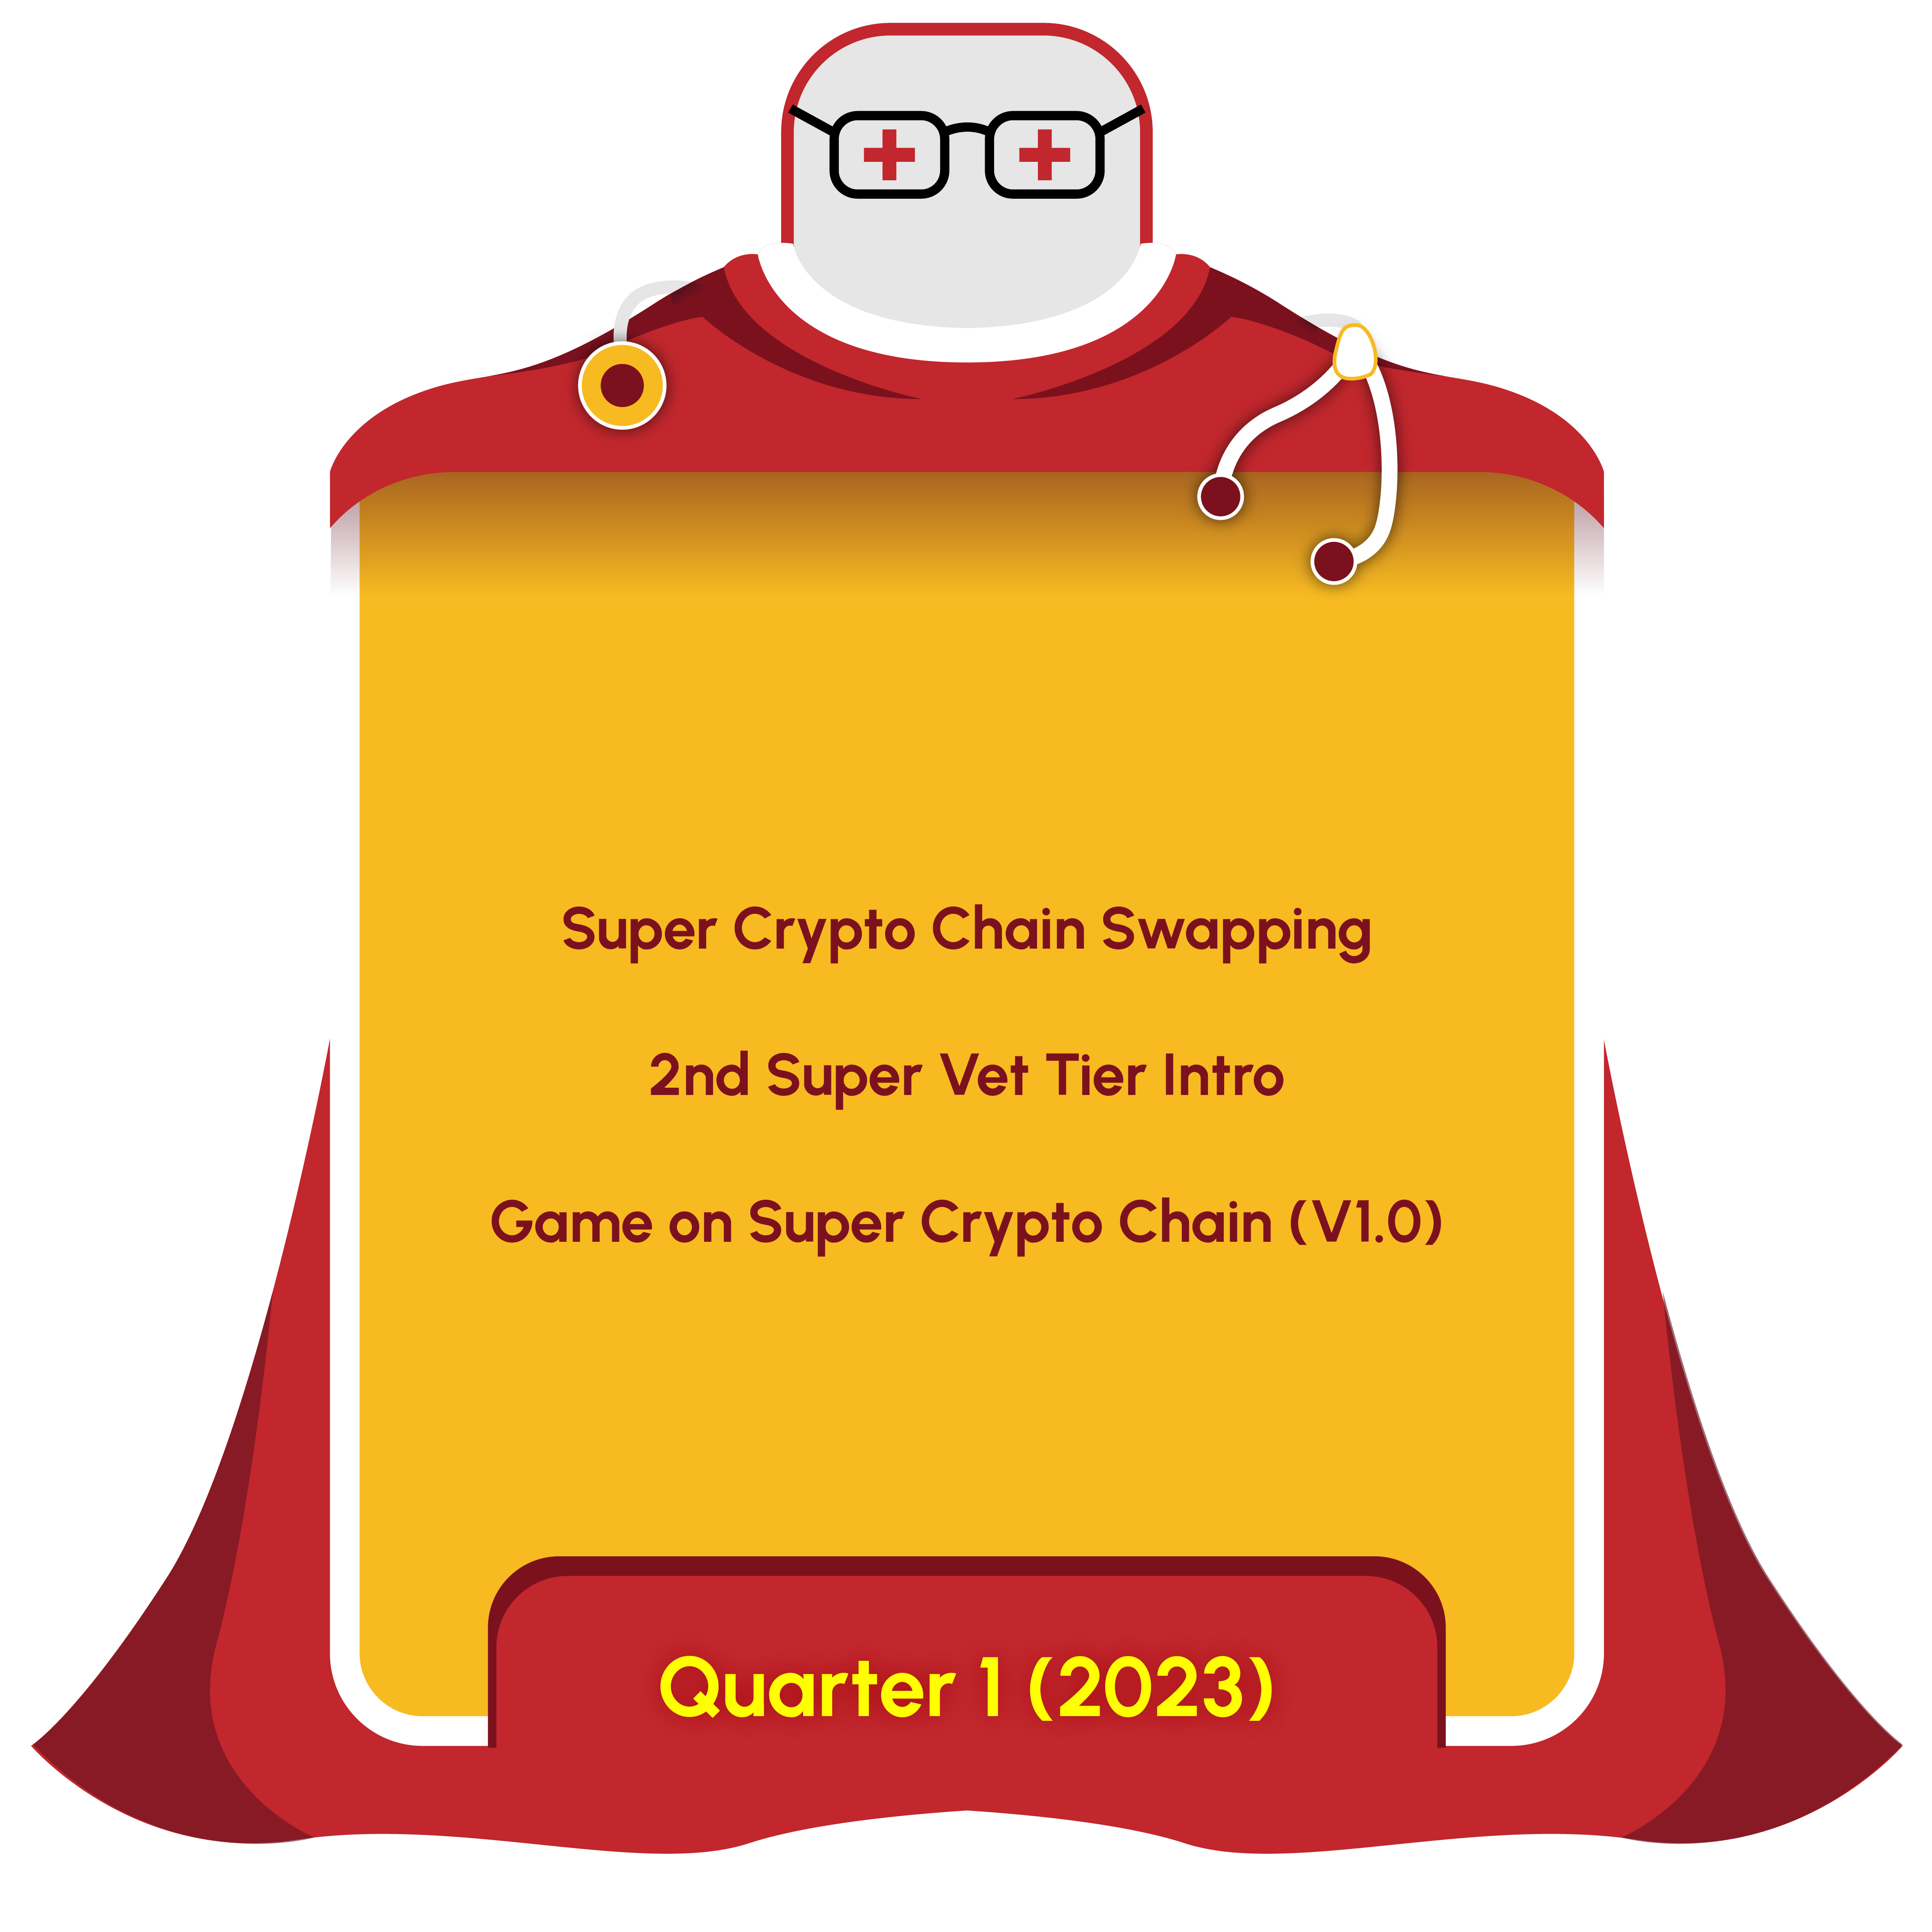 Super Crypto Chain Swapping
2nd Super Vet Tier Intro
Game on Super Crypto Chain (V1.0)
Quarter 1 (2023)